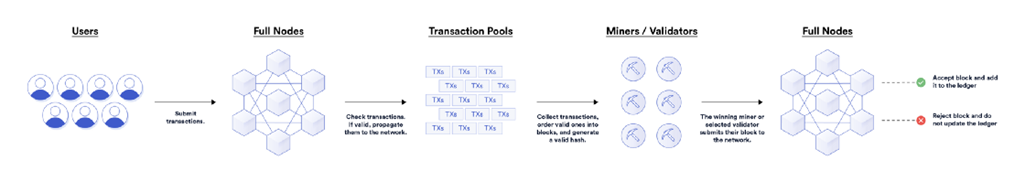 Users
Full Nodes
Transaction Pools
Miners / Validators
Full Nodes
Submit
transactions.
Check transactions.
If valid, propagate
them to the network.
TXs TXs TXs
TXs TXs TXs
TXs TXs TXs
TXs TXs TXs
TXs TXs TXs
Collect transactions,
order valid ones into
blocks, and generate
a valid hash.
The winning miner or
selected validator
submits their block to
the network.
Accept block and add
it to the ledger
Reject block and do
not update the ledger